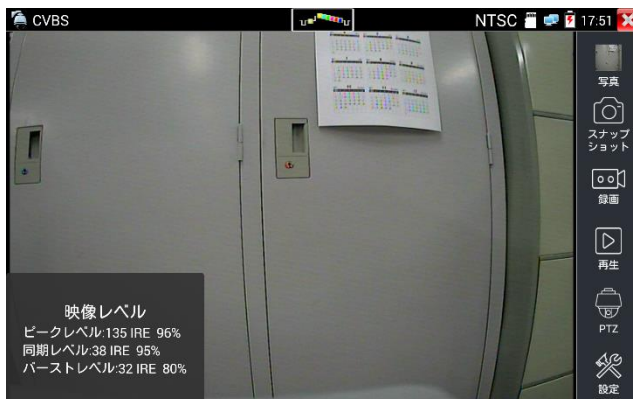 CVBS
NTSC
17:51
写真
スナップ
ショット
録画
再生
PTZ
設定
映像レベル
ピークレベル:135 IRE 96%
同期レベル:38 IRE 95%
バーストレベル:32 IRE 80%